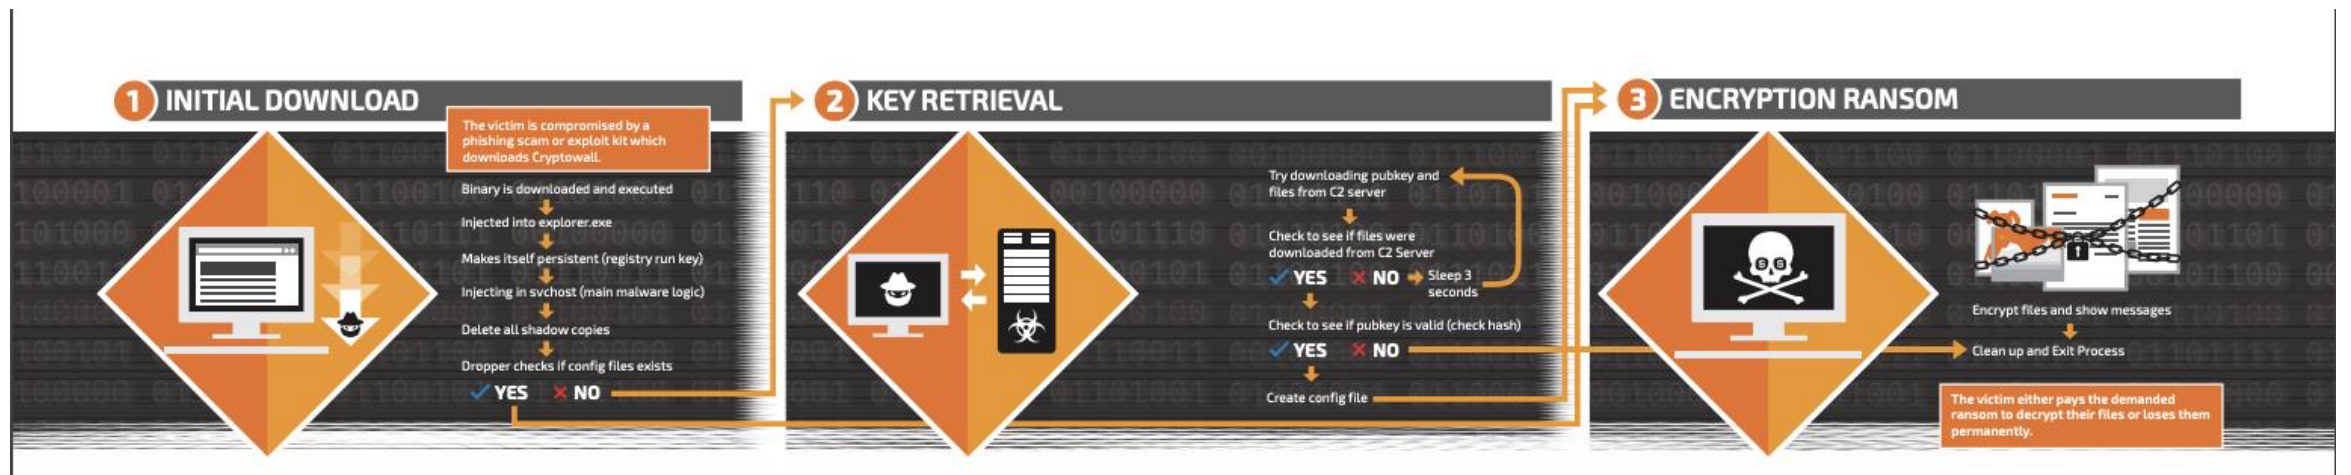 1 INITIAL DOWNLOAD
The victim is compromised by a
phishing scam or exploit kit which
downloads Cryptowall.
Binary is downloaded and executed
Injected into explorer.exe
Makes itself persistent (registry run key)
Injecting in svchost (main malware logic)
Delete all shadow copies
Dropper checks if config files exists
YES NO
2 KEY RETRIEVAL
Try downloading pubkey and
files from C2 server
Check to see if files were
downloaded from C2 Server
YES NO Sleep 3
seconds
Check to see if pubkey is valid (check hash)
YES NO
Create config file
3 ENCRYPTION RANSOM
Encrypt files and show messages
Clean up and Exit Process
The victim either pays the demanded
ransom to decrypt their files or loses them
permanently.